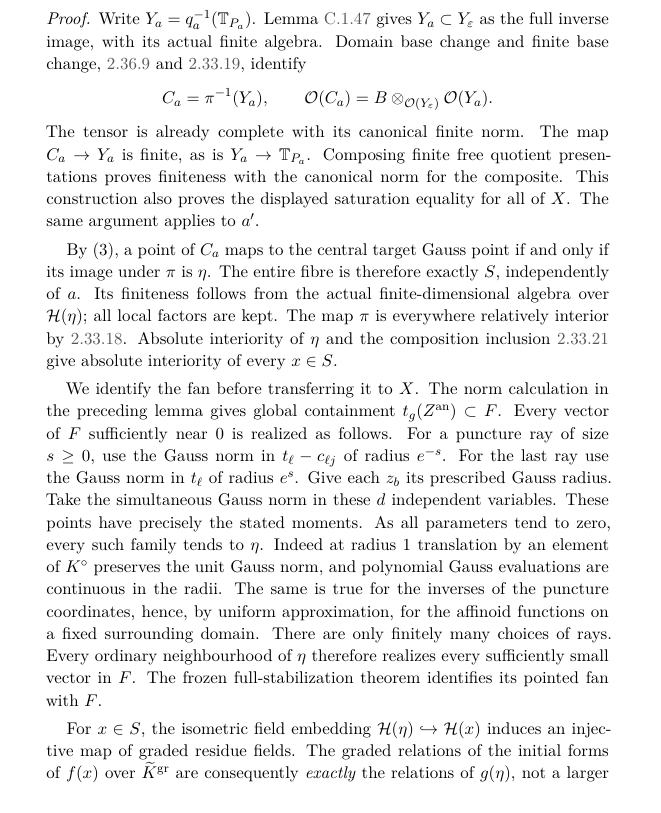 Proof. Write Yₐ = qₐ⁻¹(𝕋_{Pₐ}). Lemma C.1.47 gives Yₐ ⊂ Y_ε as the full inverse
image, with its actual finite algebra. Domain base change and finite base
change, 2.36.9 and 2.33.19, identify
Cₐ = π⁻¹(Yₐ), 𝒪(Cₐ) = B ⊗_{𝒪(Y_ε)} 𝒪(Yₐ).
The tensor is already complete with its canonical finite norm. The map
Cₐ → Yₐ is finite, as is Yₐ → 𝕋_{Pₐ}. Composing finite free quotient presen-
tations proves finiteness with the canonical norm for the composite. This
construction also proves the displayed saturation equality for all of X. The
same argument applies to a′.
By (3), a point of Cₐ maps to the central target Gauss point if and only if
its image under π is η. The entire fibre is therefore exactly S, independently
of a. Its finiteness follows from the actual finite-dimensional algebra over
ℋ(η); all local factors are kept. The map π is everywhere relatively interior
by 2.33.18. Absolute interiority of η and the composition inclusion 2.33.21
give absolute interiority of every x ∈ S.
We identify the fan before transferring it to X. The norm calculation in
the preceding lemma gives global containment t_g(Z^{an}) ⊂ F. Every vector
of F sufficiently near 0 is realized as follows. For a puncture ray of size
s ≥ 0, use the Gauss norm in t_ℓ − c_{ℓj} of radius e^{−s}. For the last ray use
the Gauss norm in t_ℓ of radius e^s. Give each z_b its prescribed Gauss radius.
Take the simultaneous Gauss norm in these d independent variables. These
points have precisely the stated moments. As all parameters tend to zero,
every such family tends to η. Indeed at radius 1 translation by an element
of K° preserves the unit Gauss norm, and polynomial Gauss evaluations are
continuous in the radii. The same is true for the inverses of the puncture
coordinates, hence, by uniform approximation, for the affinoid functions on
a fixed surrounding domain. There are only finitely many choices of rays.
Every ordinary neighbourhood of η therefore realizes every sufficiently small
vector in F. The frozen full-stabilization theorem identifies its pointed fan
with F.
For x ∈ S, the isometric field embedding ℋ(η) ↪ ℋ(x) induces an injec-
tive map of graded residue fields. The graded relations of the initial forms
of f(x) over K̃^{gr} are consequently exactly the relations of g(η), not a larger